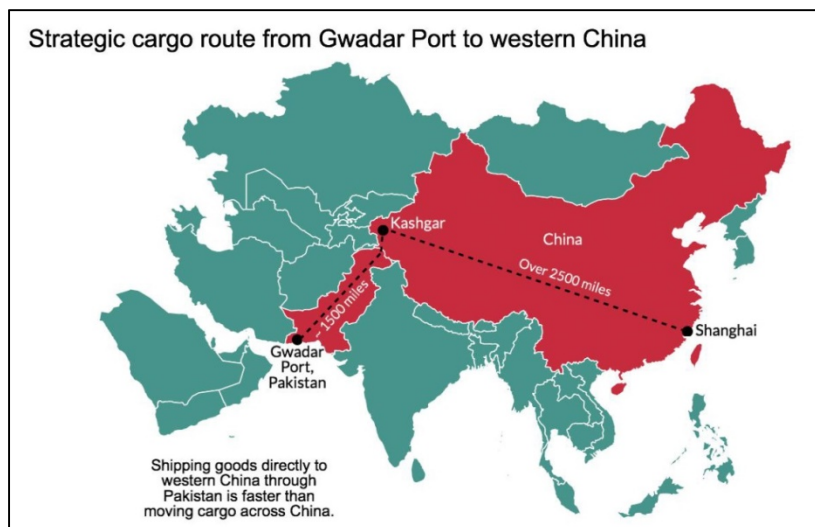 Strategic cargo route from Gwadar Port to western China
Kashgar
China
Over 2500 miles
~ 1500 miles
Shanghai
Gwadar
Port,
Pakistan
Shipping goods directly to
western China through
Pakistan is faster than
moving cargo across China.